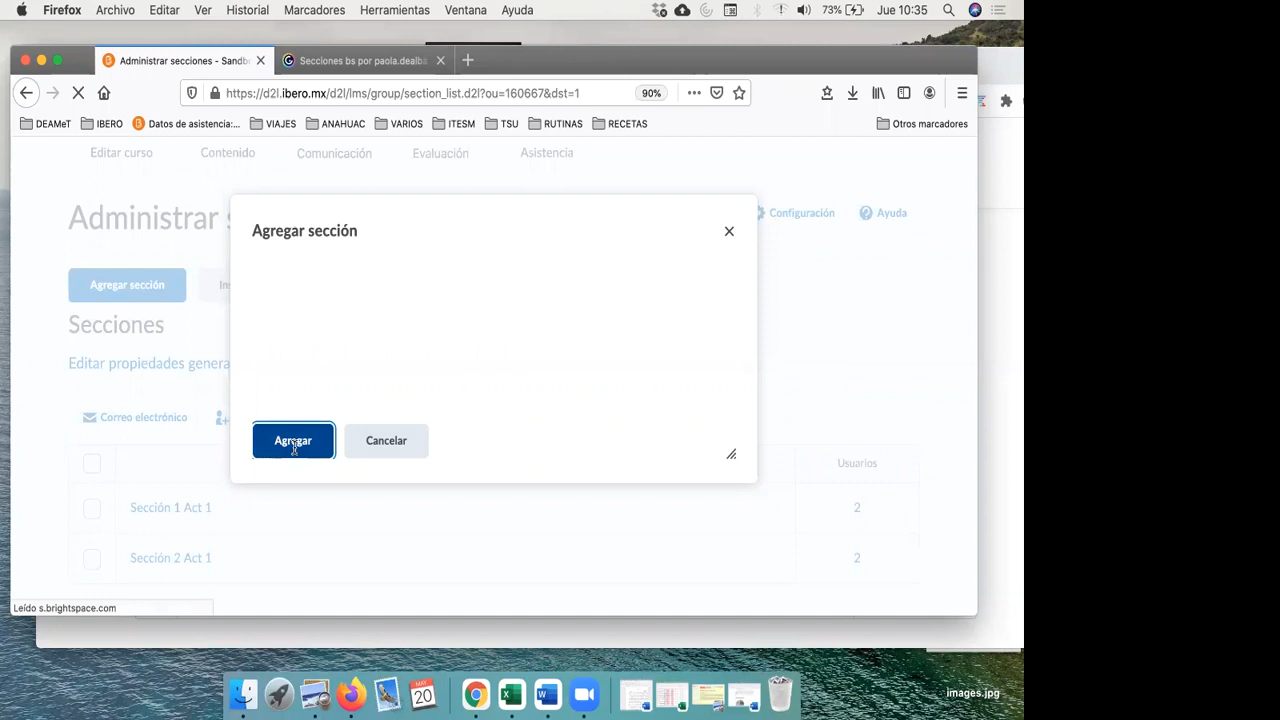 Firefox Archivo Editar Ver Historial Marcadores Herramientas Ventana Ayuda 73% Jue 10:35
Administrar secciones - Sandb
Secciones bs por paola.dealba
https://d2l.ibero.mx/d2l/lms/group/section_list.d2l?ou=160667&dst=1 90%
DEAMeT IBERO Datos de asistencia:... VIAJES ANAHUAC VARIOS ITESM TSU RUTINAS RECETAS Otros marcadores
Editar curso Contenido Comunicación Evaluación Asistencia
Administrar s
Configuración Ayuda
Agregar sección
Agregar sección Ins
Secciones
Editar propiedades genera
Correo electrónico
Agregar Cancelar
Usuarios
Sección 1 Act 1 2
Sección 2 Act 1 2
Leído s.brightspace.com
MAY
20
images.jpg